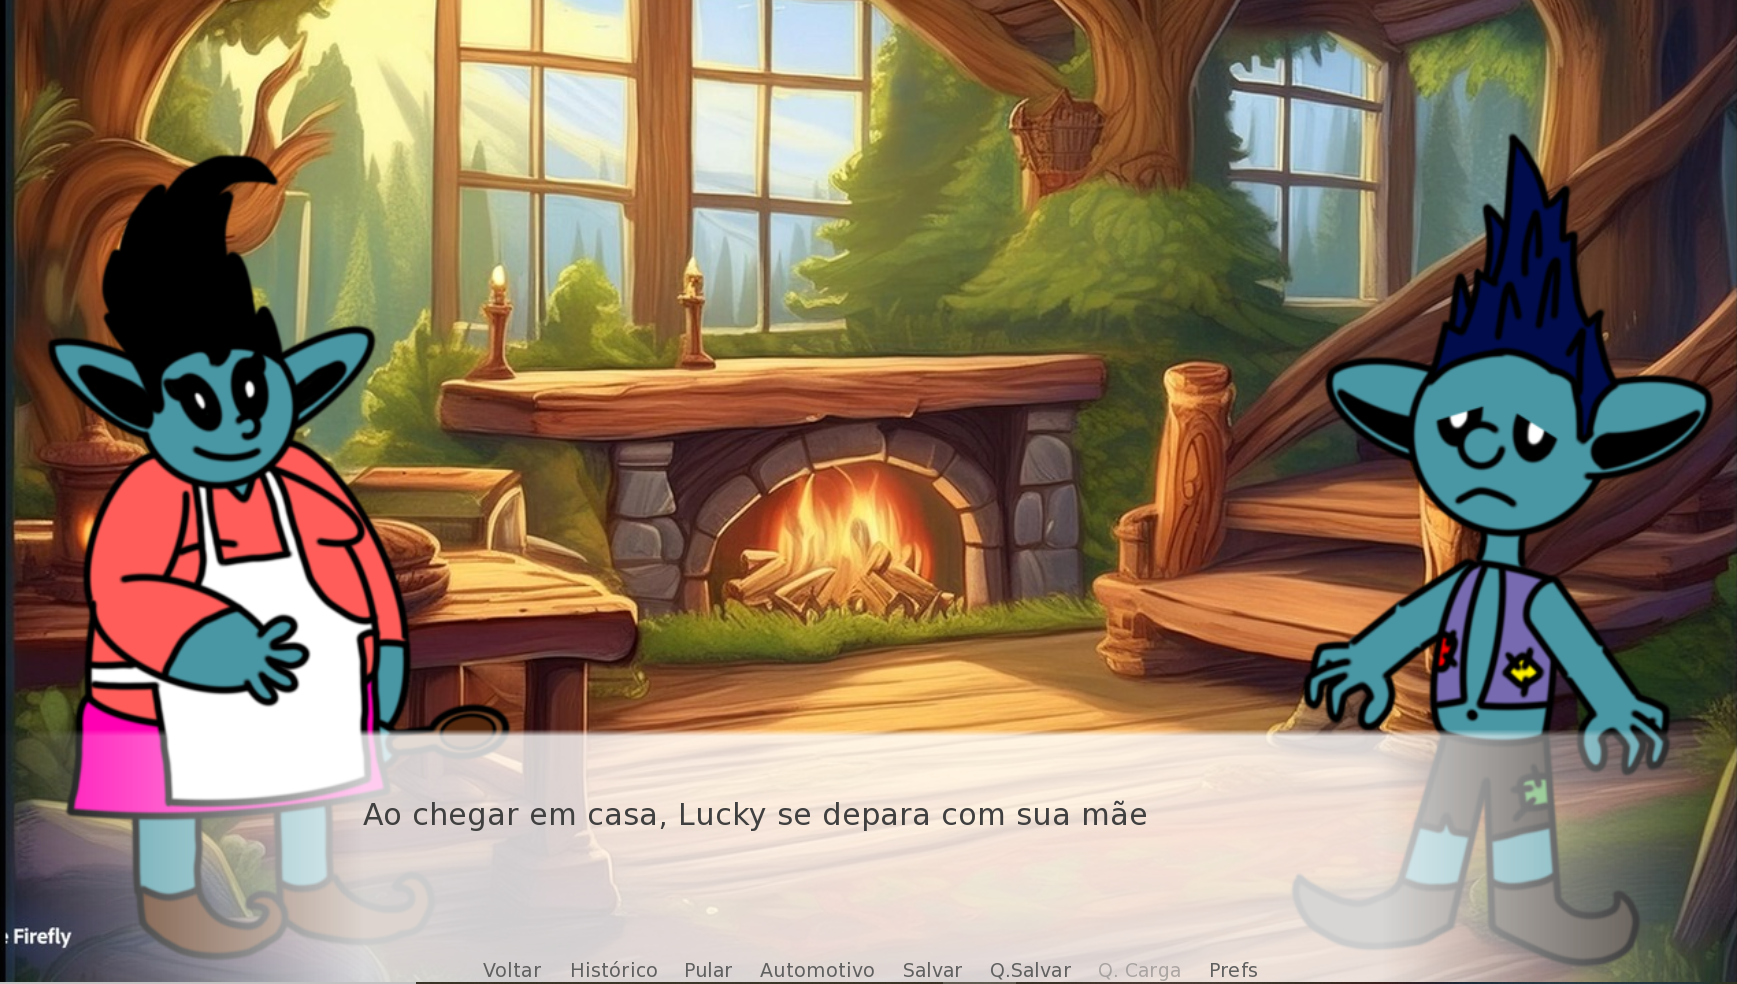 Ao chegar em casa, Lucky se depara com sua mãe
e Firefly
Voltar Histórico Pular Automotivo Salvar Q.Salvar Q. Carga Prefs